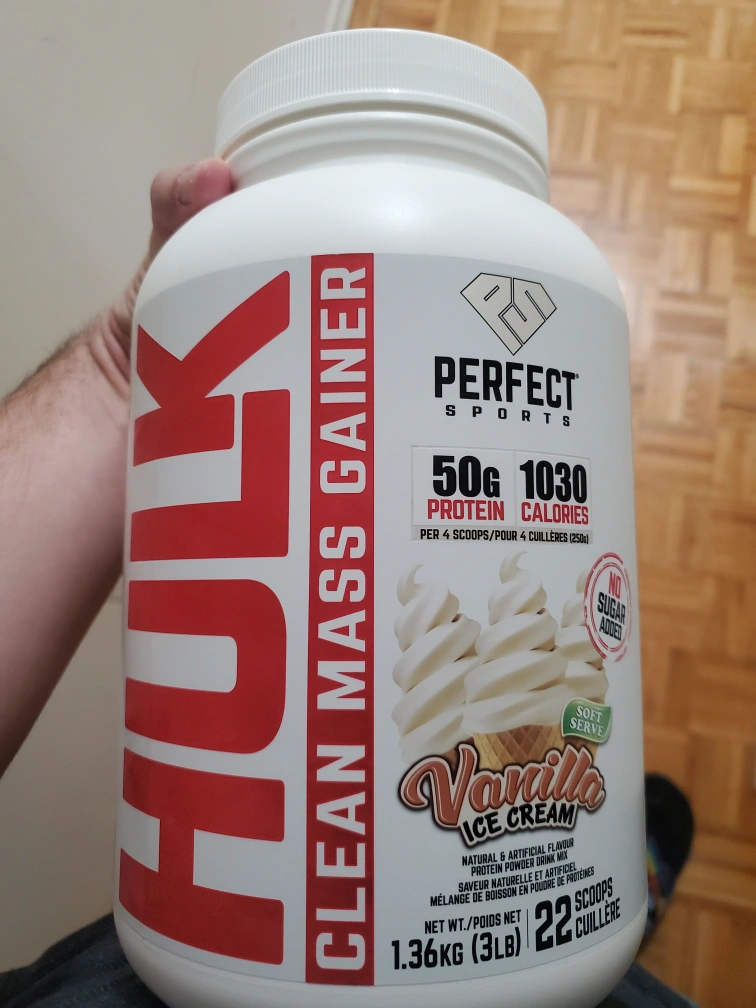 HULK
CLEAN MASS GAINER
PS
PERFECT®
SPORTS
50G
PROTEIN
1030
CALORIES
PER 4 SCOOPS/POUR 4 CUILLÈRES (250g)
NO
SUGAR
ADDED
SOFT
SERVE
Vanilla
ICE CREAM
NATURAL & ARTIFICIAL FLAVOUR
PROTEIN POWDER DRINK MIX
SAVEUR NATURELLE ET ARTIFICIEL
MÉLANGE DE BOISSON EN POUDRE DE PROTÉINES
NET WT./POIDS NET
1.36KG (3LB)
22 SCOOPS
CUILLÈRE